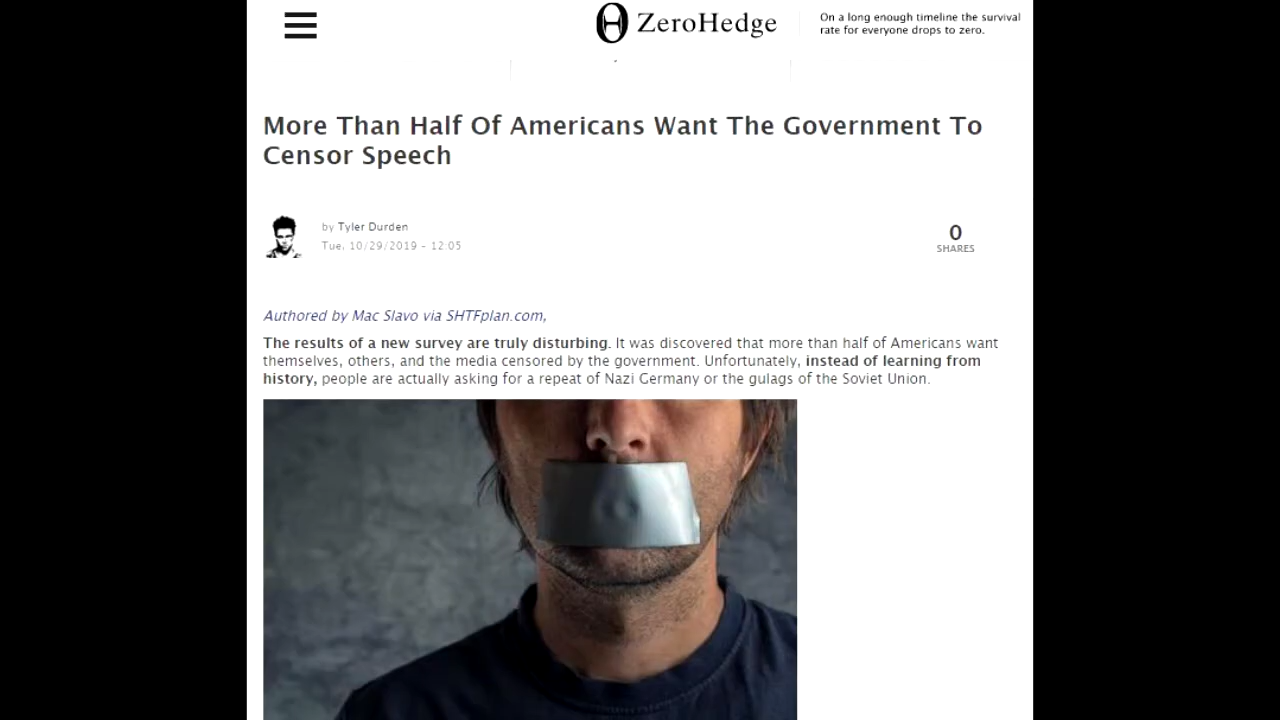 ZeroHedge
On a long enough timeline the survival
rate for everyone drops to zero.
More Than Half Of Americans Want The Government To
Censor Speech
by Tyler Durden
Tue, 10/29/2019 - 12:05
0
SHARES
Authored by Mac Slavo via SHTFplan.com,
The results of a new survey are truly disturbing. It was discovered that more than half of Americans want
themselves, others, and the media censored by the government. Unfortunately, instead of learning from
history, people are actually asking for a repeat of Nazi Germany or the gulags of the Soviet Union.